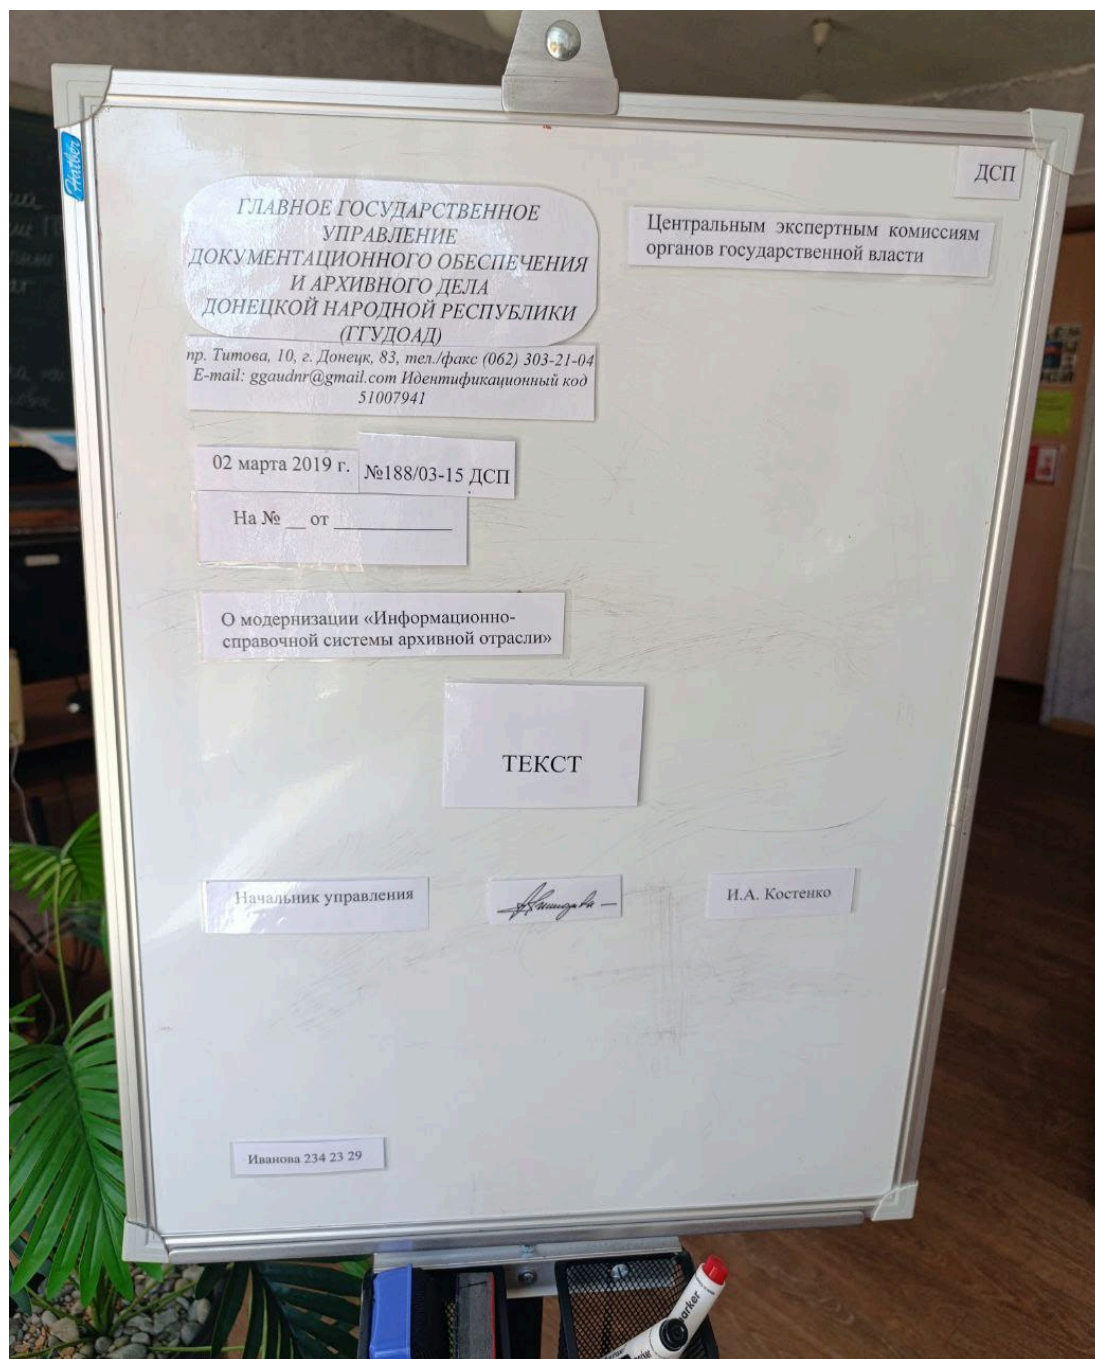 ДСП
Hatber
ГЛАВНОЕ ГОСУДАРСТВЕННОЕ
УПРАВЛЕНИЕ
ДОКУМЕНТАЦИОННОГО ОБЕСПЕЧЕНИЯ
И АРХИВНОГО ДЕЛА
ДОНЕЦКОЙ НАРОДНОЙ РЕСПУБЛИКИ
(ГГУДОАД)
пр. Титова, 10, г. Донецк, 83, тел./факс (062) 303-21-04
E-mail: ggaudnr@gmail.com Идентификационный код
51007941
Центральным экспертным комиссиям
органов государственной власти
02 марта 2019 г. №188/03-15 ДСП
На № __ от ____________
О модернизации «Информационно-
справочной системы архивной отрасли»
ТЕКСТ
Начальник управления
И.А. Костенко
Иванова 234 23 29
arker